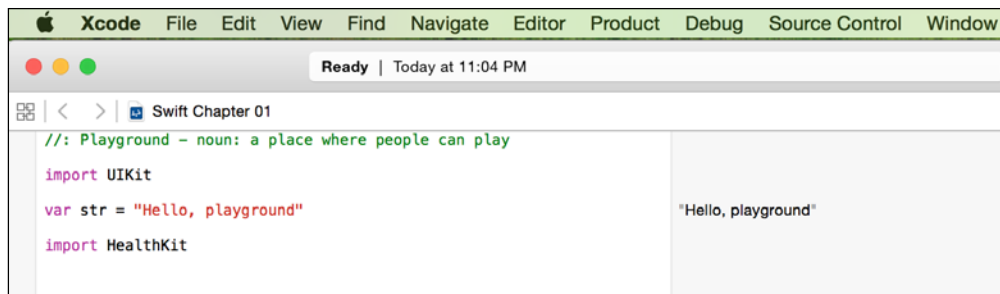 Xcode File Edit View Find Navigate Editor Product Debug Source Control Window
Ready | Today at 11:04 PM
Swift Chapter 01
//: Playground – noun: a place where people can play
import UIKit
var str = "Hello, playground" "Hello, playground"
import HealthKit